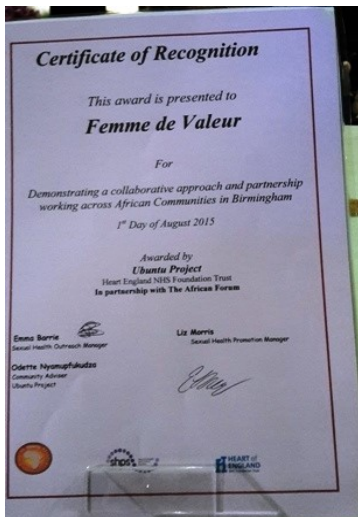 Certificate of Recognition
This award is presented to
Femme de Valeur
For
Demonstrating a collaborative approach and partnership
working across African Communities in Birmingham
1st Day of August 2015
Awarded by
Ubuntu Project
Heart England NHS Foundation Trust
In partnership with The African Forum
Emma Barrie
Sexual Health Outreach Manager
Liz Morris
Sexual Health Promotion Manager
Odette Nyamupfukudza
Community Adviser
Ubuntu Project
shps
HEART of
ENGLAND